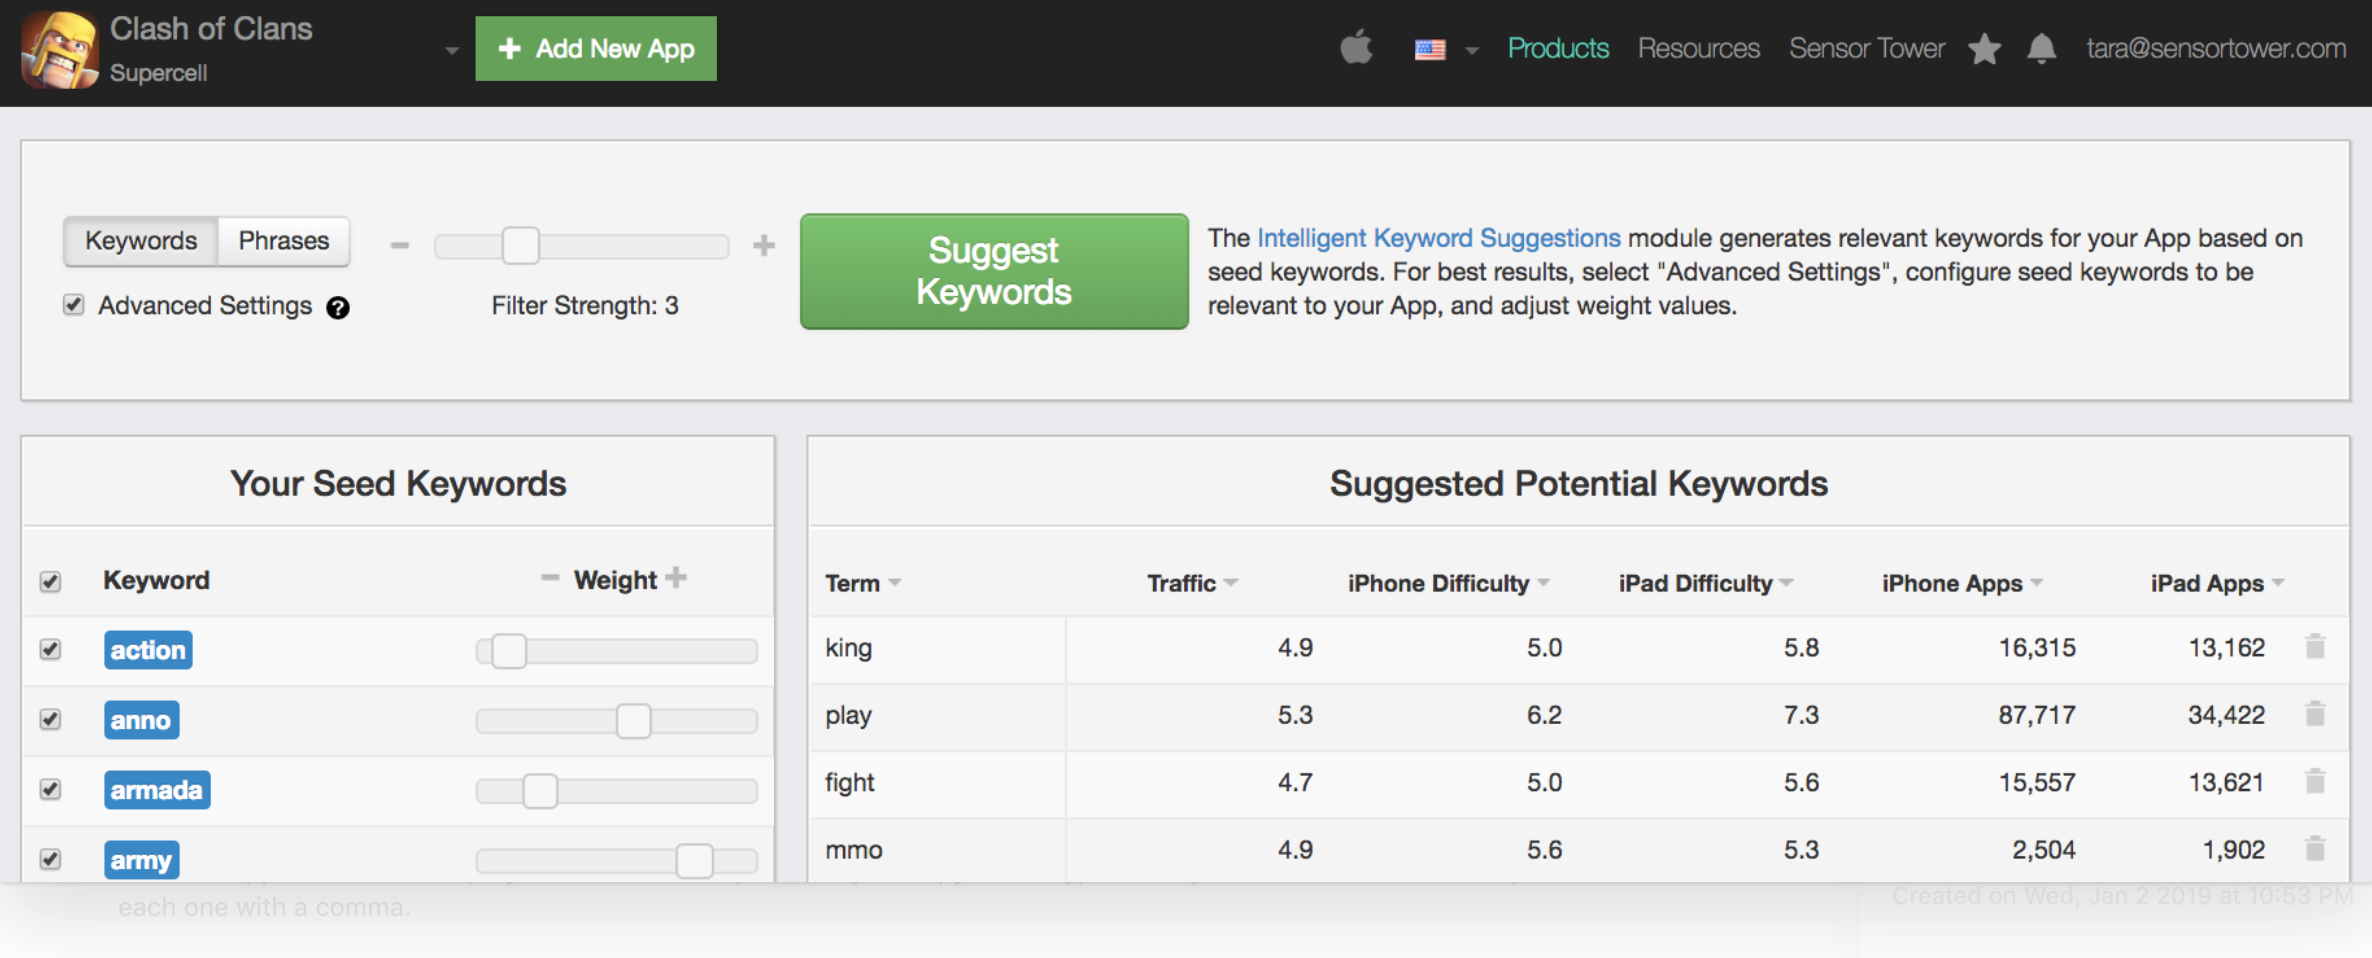 Clash of Clans
Supercell
+ Add New App
Products Resources Sensor Tower tara@sensortower.com
Keywords Phrases
Advanced Settings ?
Filter Strength: 3
Suggest
Keywords
The Intelligent Keyword Suggestions module generates relevant keywords for your App based on
seed keywords. For best results, select "Advanced Settings", configure seed keywords to be
relevant to your App, and adjust weight values.
Your Seed Keywords
Keyword − Weight +
action
anno
armada
army
Suggested Potential Keywords
Term Traffic iPhone Difficulty iPad Difficulty iPhone Apps iPad Apps
king 4.9 5.0 5.8 16,315 13,162
play 5.3 6.2 7.3 87,717 34,422
fight 4.7 5.0 5.6 15,557 13,621
mmo 4.9 5.6 5.3 2,504 1,902
each one with a comma.
Created on Wed, Jan 2 2019 at 10:53 PM